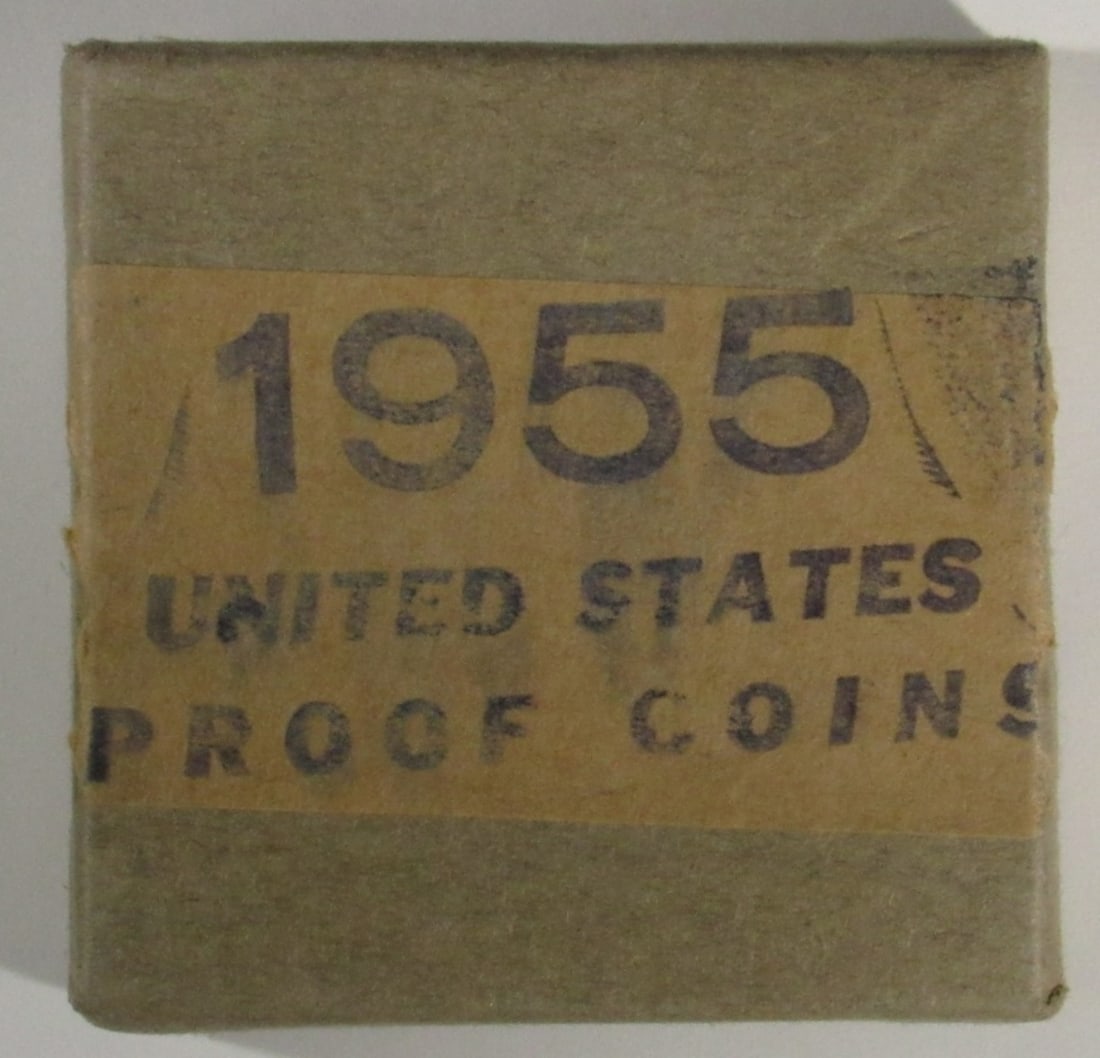 1955
UNITED STATES
PROOF COINS